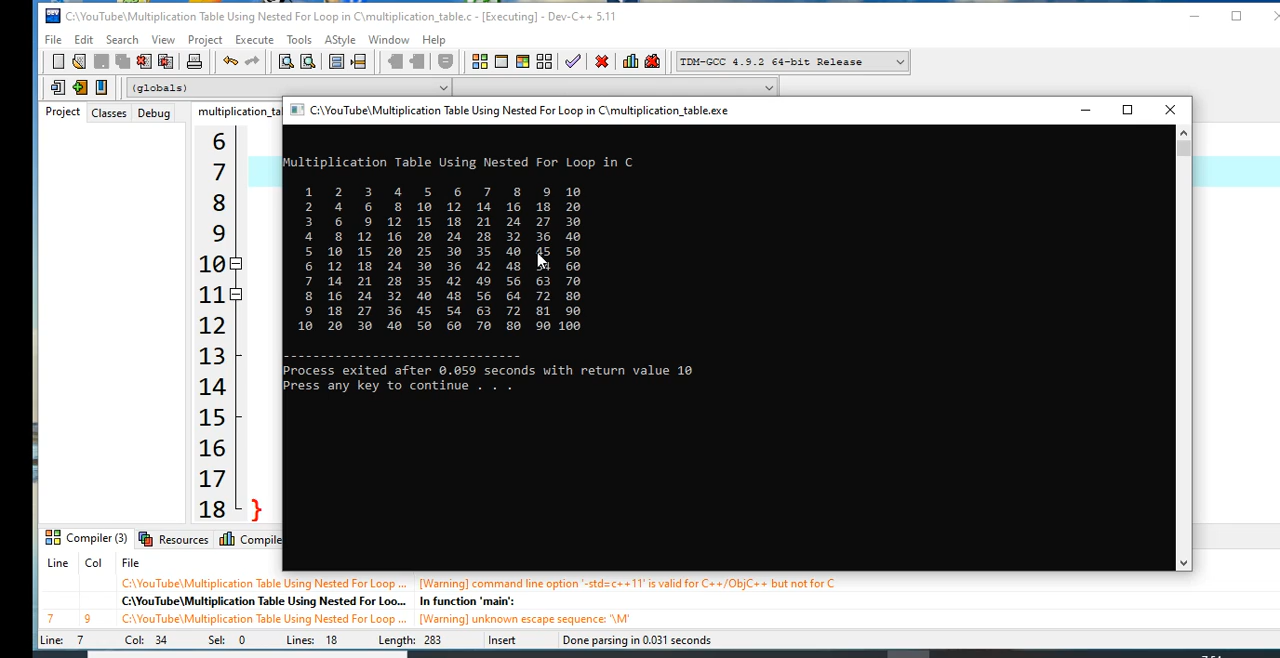 C:\YouTube\Multiplication Table Using Nested For Loop in C\multiplication_table.c - [Executing] - Dev-C++ 5.11
File Edit Search View Project Execute Tools AStyle Window Help
TDM-GCC 4.9.2 64-bit Release
(globals)
Project Classes Debug multiplication_ta
C:\YouTube\Multiplication Table Using Nested For Loop in C\multiplication_table.exe
6
7
8
9
10
11
12
13
14
15
16
17
18 }
Multiplication Table Using Nested For Loop in C
1 2 3 4 5 6 7 8 9 10
2 4 6 8 10 12 14 16 18 20
3 6 9 12 15 18 21 24 27 30
4 8 12 16 20 24 28 32 36 40
5 10 15 20 25 30 35 40 45 50
6 12 18 24 30 36 42 48 54 60
7 14 21 28 35 42 49 56 63 70
8 16 24 32 40 48 56 64 72 80
9 18 27 36 45 54 63 72 81 90
10 20 30 40 50 60 70 80 90 100
--------------------------------
Process exited after 0.059 seconds with return value 10
Press any key to continue . . .
Compiler (3) Resources Compile
Line Col File
C:\YouTube\Multiplication Table Using Nested For Loop ... [Warning] command line option '-std=c++11' is valid for C++/ObjC++ but not for C
C:\YouTube\Multiplication Table Using Nested For Loo... In function 'main':
7 9 C:\YouTube\Multiplication Table Using Nested For Loop ... [Warning] unknown escape sequence: '\M'
Line: 7 Col: 34 Sel: 0 Lines: 18 Length: 283 Insert Done parsing in 0.031 seconds